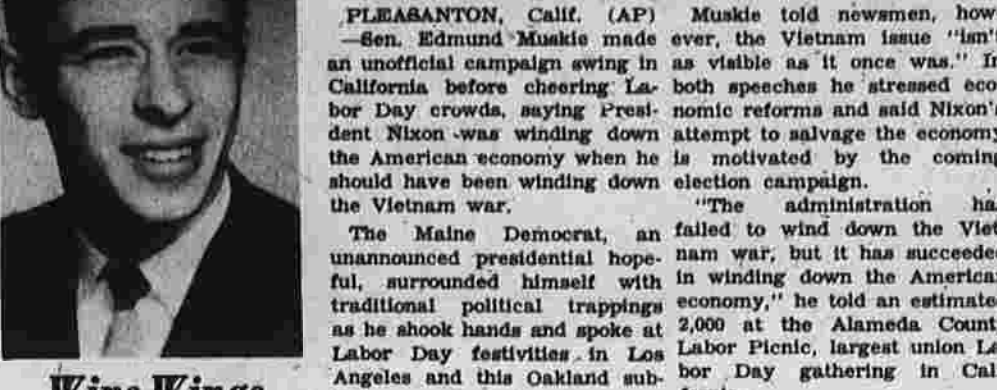 PLEASANTON, Calif. (AP)
—Sen. Edmund Muskie made
an unofficial campaign swing in
California before cheering La-
bor Day crowds, saying Presi-
dent Nixon was winding down
the American economy when he
should have been winding down
the Vietnam war.
The Maine Democrat, an
unannounced presidential hope-
ful, surrounded himself with
traditional political trappings
as he shook hands and spoke at
Labor Day festivities in Los
Angeles and this Oakland sub-
Muskie told newsmen, how-
ever, the Vietnam issue "isn't
as visible as it once was." In
both speeches he stressed eco
nomic reforms and said Nixon's
attempt to salvage the economy
is motivated by the coming
election campaign.
"The administration ha
failed to wind down the Viet
nam war, but it has succeede
in winding down the America
economy," he told an estimate
2,000 at the Alameda Count
Labor Picnic, largest union La
bor Day gathering in Cal
Wins Wings